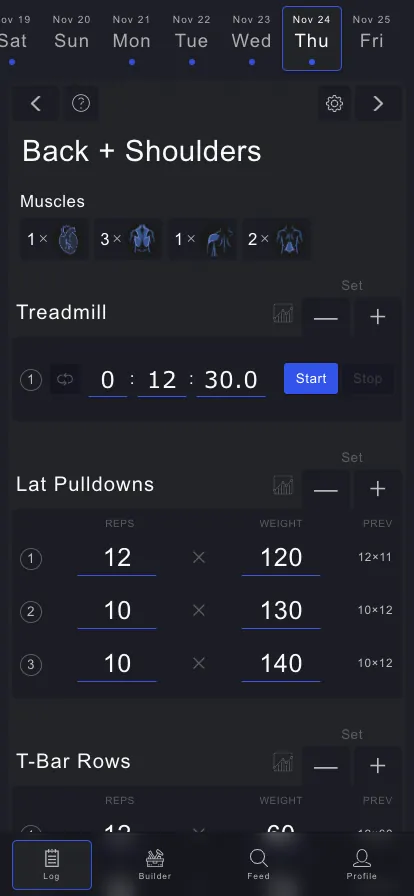 ov 19 Nov 20 Nov 21 Nov 22 Nov 23 Nov 24 Nov 25
Sat Sun Mon Tue Wed Thu Fri
Back + Shoulders
Muscles
1 × 3 × 1 × 2 ×
Set
Treadmill
1 0 : 12 : 30.0 Start Stop
Set
Lat Pulldowns
REPS WEIGHT PREV
1 12 × 120 12×11
2 10 × 130 10×12
3 10 × 140 10×12
Set
T-Bar Rows
REPS WEIGHT PREV
12 60
Log Builder Feed Profile